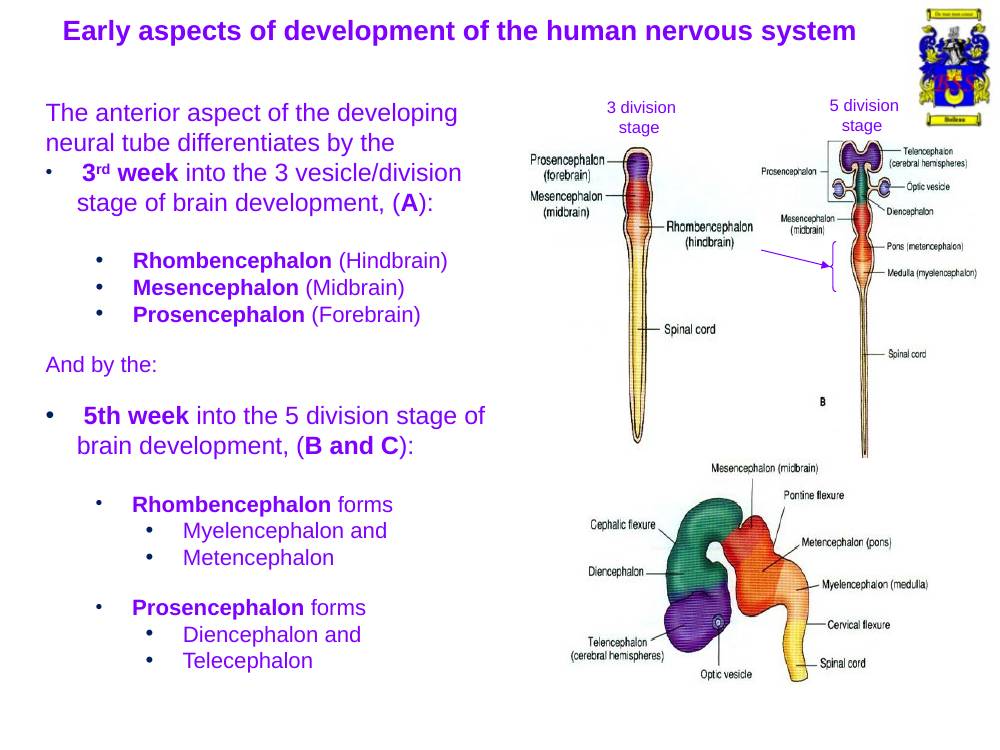 Early aspects of development of the human nervous system
The anterior aspect of the developing
neural tube differentiates by the
• 3rd week into the 3 vesicle/division
stage of brain development, (A):
• Rhombencephalon (Hindbrain)
• Mesencephalon (Midbrain)
• Prosencephalon (Forebrain)
And by the:
• 5th week into the 5 division stage of
brain development, (B and C):
• Rhombencephalon forms
• Myelencephalon and
• Metencephalon
• Prosencephalon forms
• Diencephalon and
• Telecephalon
3 division
stage
Prosencephalon
(forebrain)
Mesencephalon
(midbrain)
Rhombencephalon
(hindbrain)
Spinal cord
5 division
stage
Telencephalon
(cerebral hemispheres)
Prosencephalon
Optic vesicle
Diencephalon
Mesencephalon
(midbrain)
Pons (metencephalon)
Medulla (myelencephalon)
Spinal cord
B
Mesencephalon (midbrain)
Pontine flexure
Cephalic flexure
Metencephalon (pons)
Diencephalon
Myelencephalon (medulla)
Cervical flexure
Telencephalon
(cerebral hemispheres)
Spinal cord
Optic vesicle